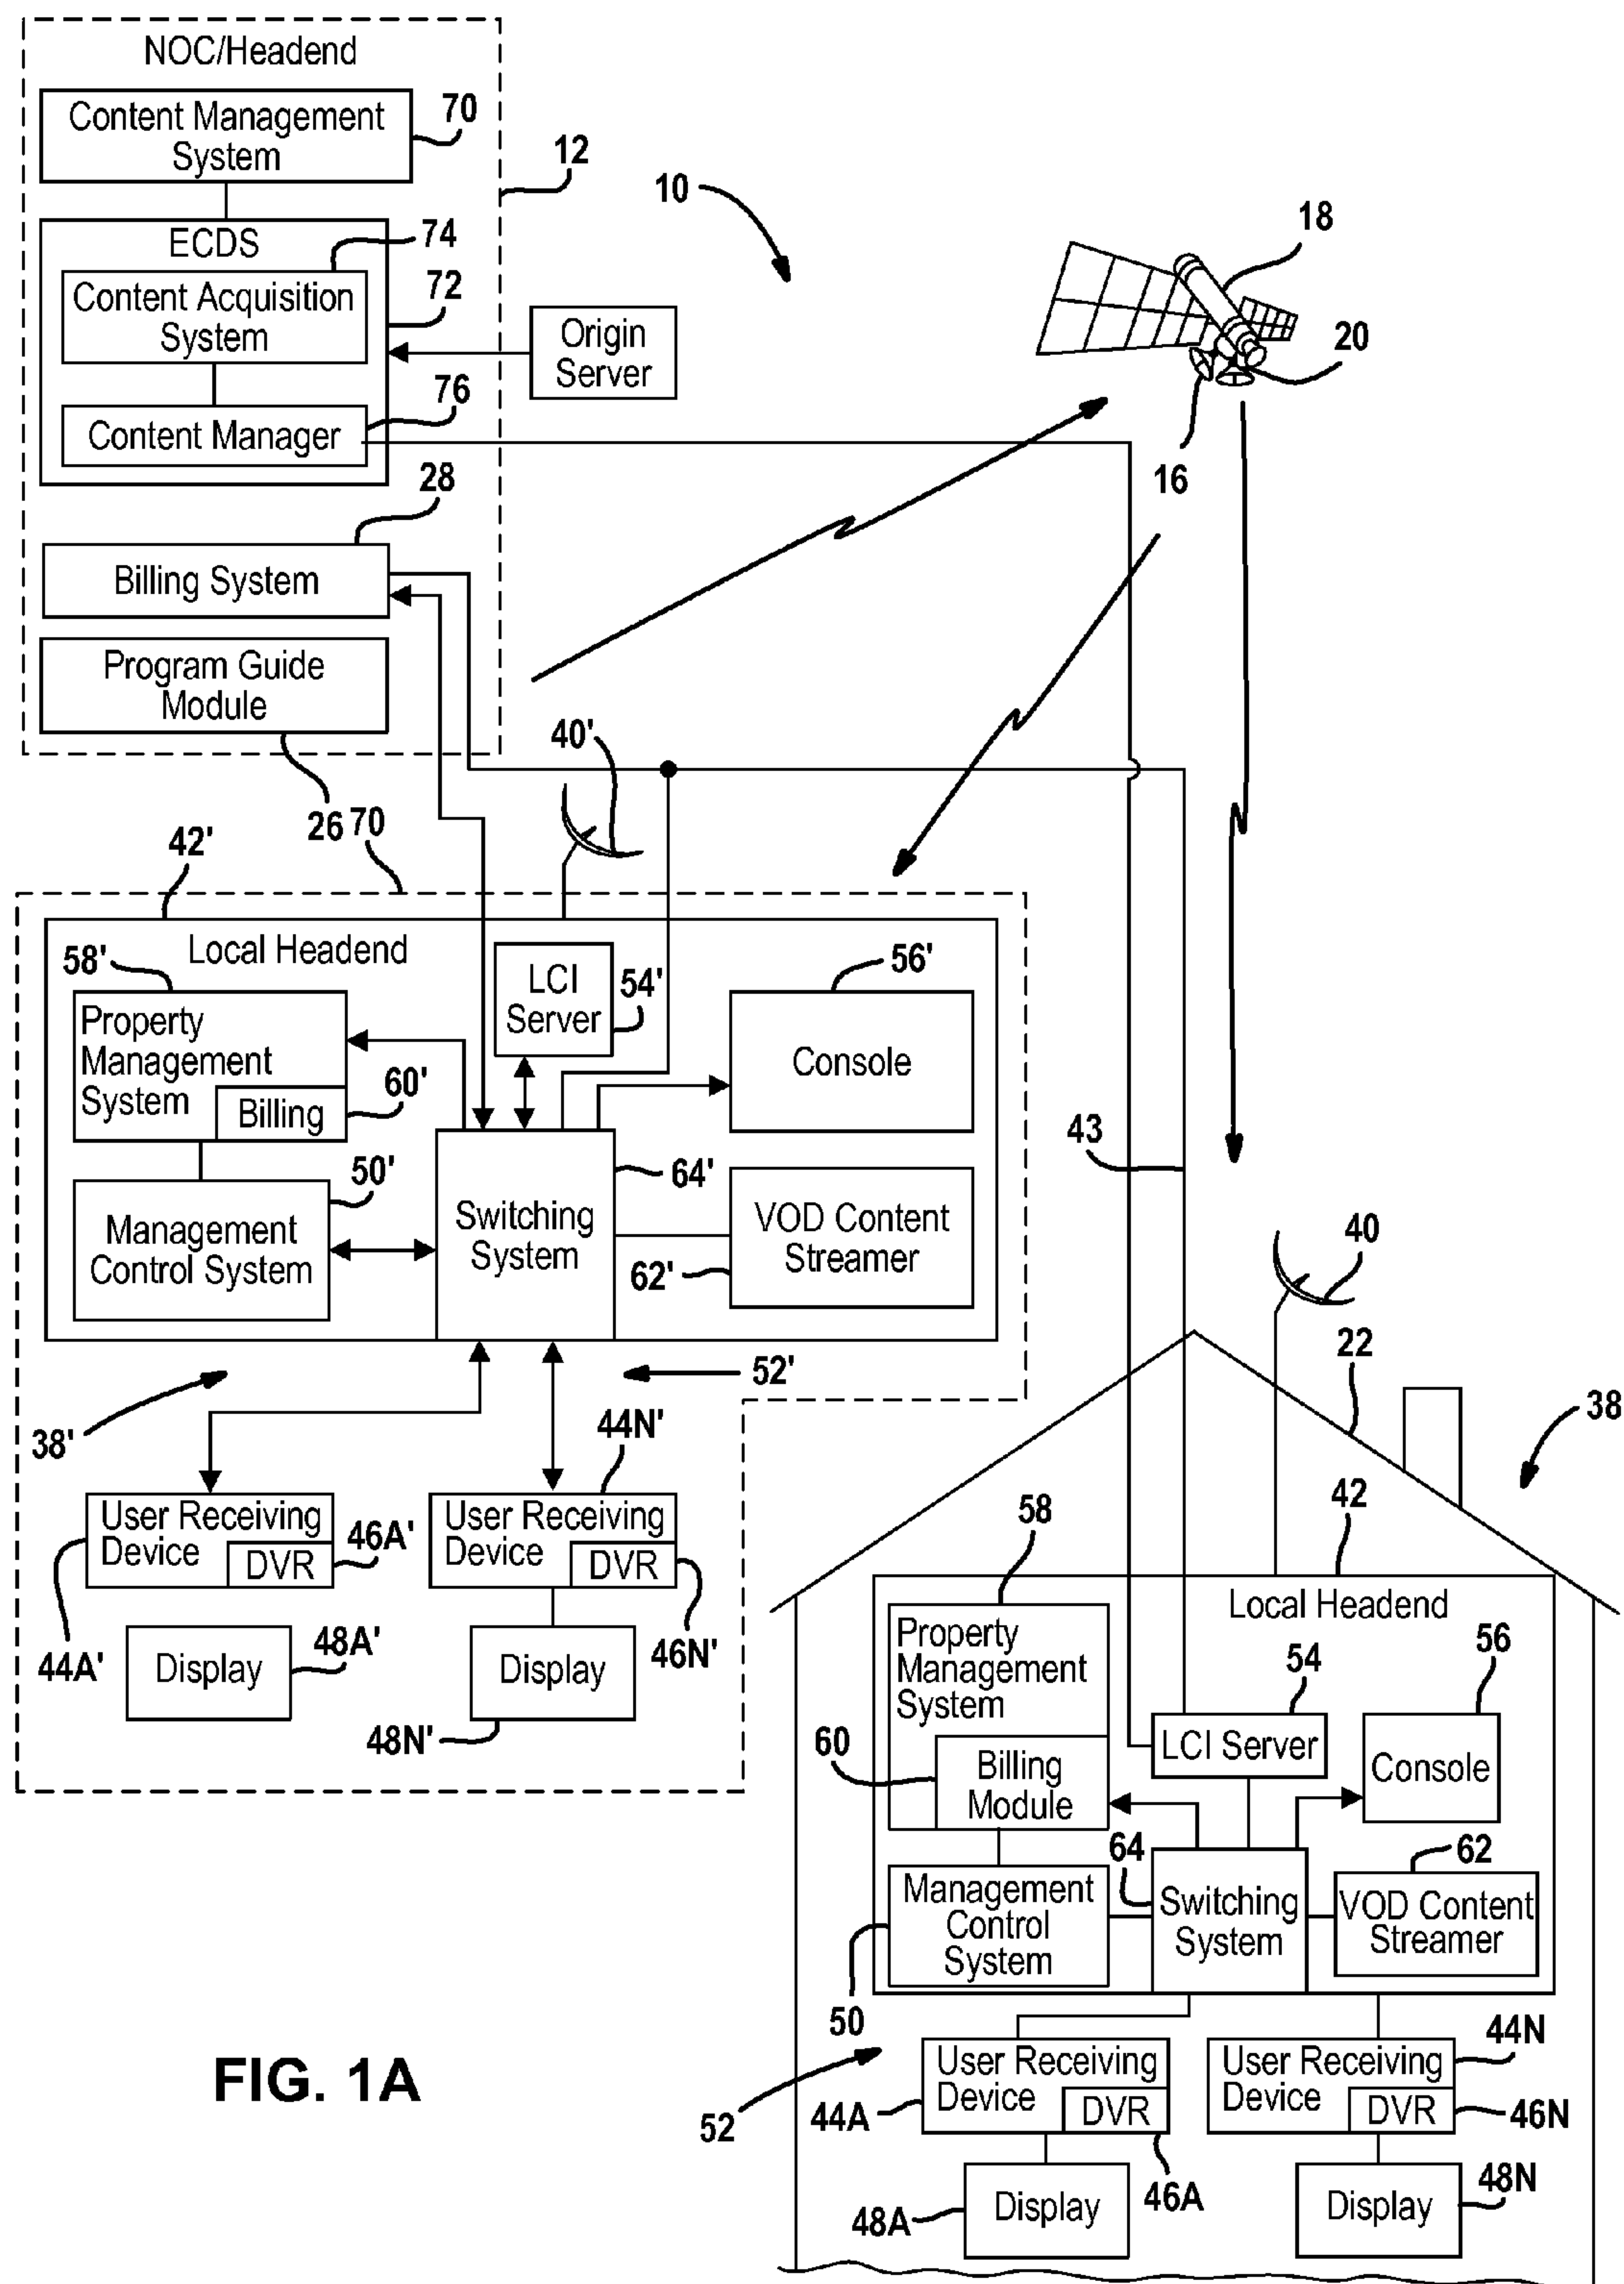 NOC/Headend
Content Management
System
70
12
10
18
ECDS
74
Content Acquisition
System
72
Origin
Server
20
76
Content Manager
16
28
Billing System
Program Guide
Module
40'
26
70
42'
Local Headend
58'
LCI
Server
54'
56'
Property
Management
System
60'
Billing
Console
43
50'
64'
Management
Control System
Switching
System
VOD Content
Streamer
62'
40
22
52'
38'
38
44N'
User Receiving
Device
DVR
46A'
User Receiving
Device
DVR
44A'
Display
48A'
Display
46N'
48N'
58
42
Local Headend
Property
Management
System
54
56
60
Billing
Module
LCI Server
Console
64
62
Management
Control
System
Switching
System
VOD Content
Streamer
50
44N
FIG. 1A
52
User Receiving
Device
DVR
44A
User Receiving
Device
DVR
46N
46A
48N
48A
Display
Display